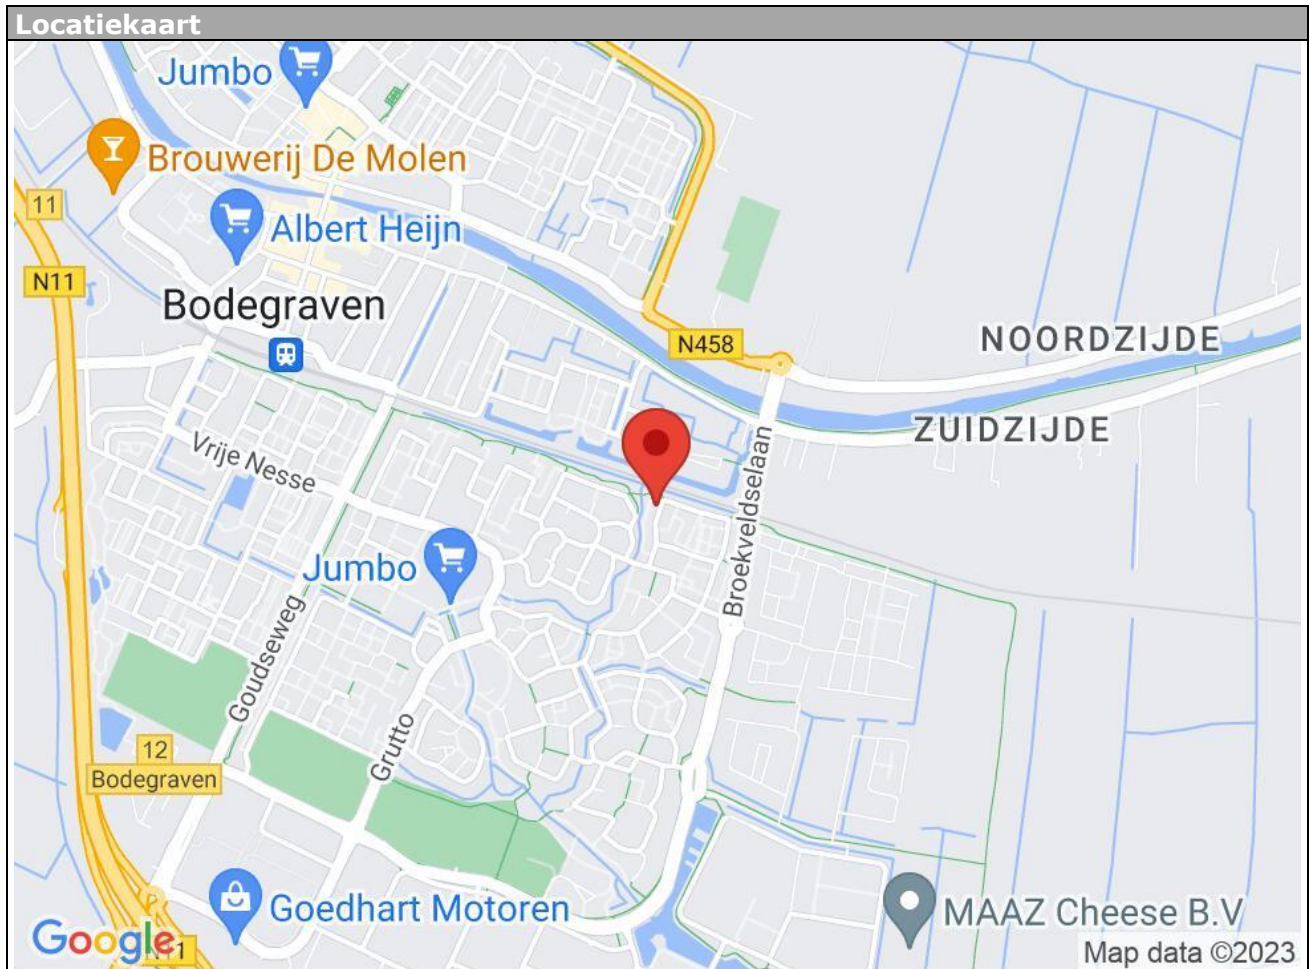 Locatiekaart
Jumbo
Brouwerij De Molen
11
Albert Heijn
N11
Bodegraven
N458
NOORDZIJDE
ZUIDZIJDE
Vrije Nesse
Broekveldselaan
Jumbo
Goudseweg
Grutto
12
Bodegraven
Goedhart Motoren
MAAZ Cheese B.V
Google
N11
Map data ©2023